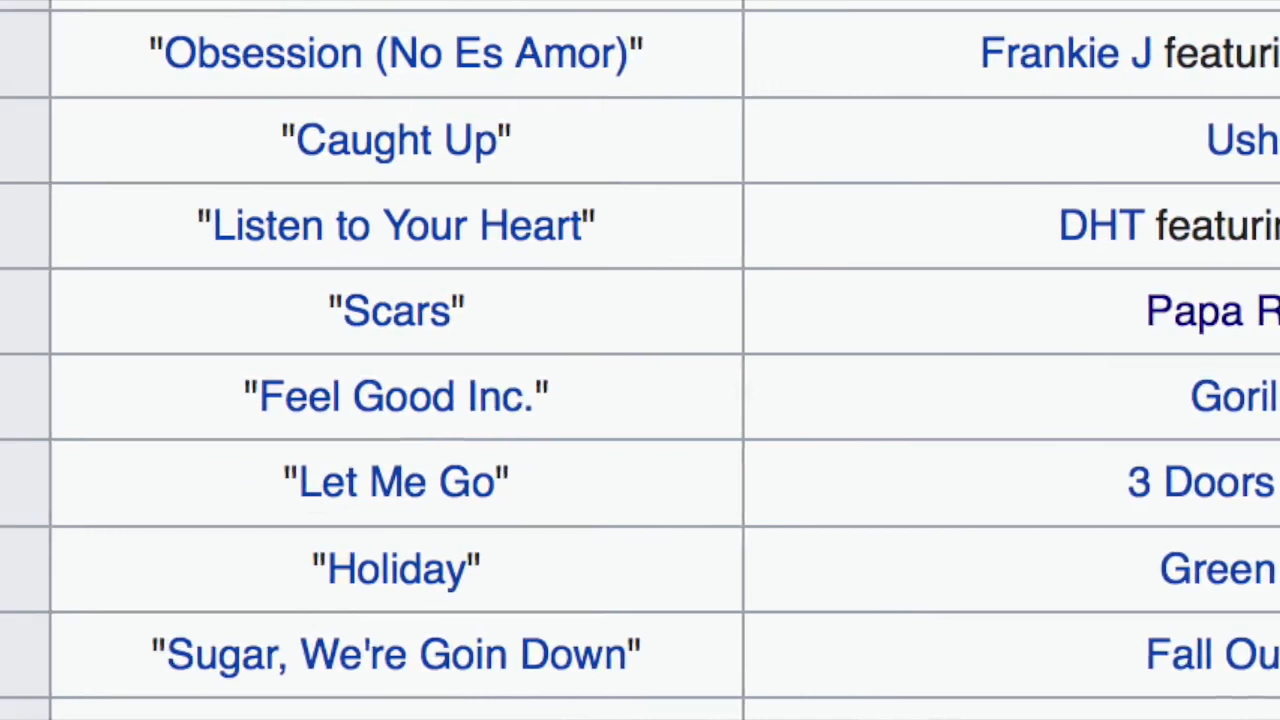 "Obsession (No Es Amor)" Frankie J featuri
"Caught Up" Ush
"Listen to Your Heart" DHT featurin
"Scars" Papa R
"Feel Good Inc." Goril
"Let Me Go" 3 Doors
"Holiday" Green
"Sugar, We're Goin Down" Fall Ou